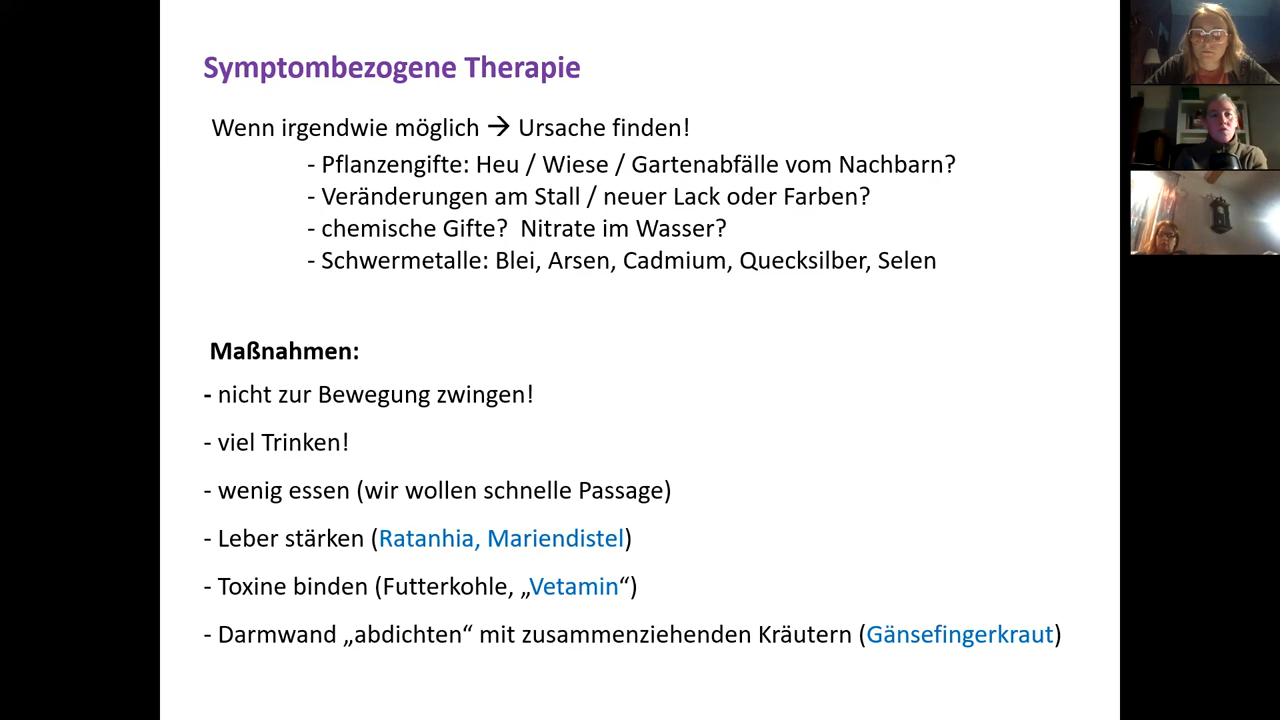 Symptombezogene Therapie
Wenn irgendwie möglich → Ursache finden!
- Pflanzengifte: Heu / Wiese / Gartenabfälle vom Nachbarn?
- Veränderungen am Stall / neuer Lack oder Farben?
- chemische Gifte? Nitrate im Wasser?
- Schwermetalle: Blei, Arsen, Cadmium, Quecksilber, Selen
Maßnahmen:
- nicht zur Bewegung zwingen!
- viel Trinken!
- wenig essen (wir wollen schnelle Passage)
- Leber stärken (Ratanhia, Mariendistel)
- Toxine binden (Futterkohle, „Vetamin“)
- Darmwand „abdichten“ mit zusammenziehenden Kräutern (Gänsefingerkraut)